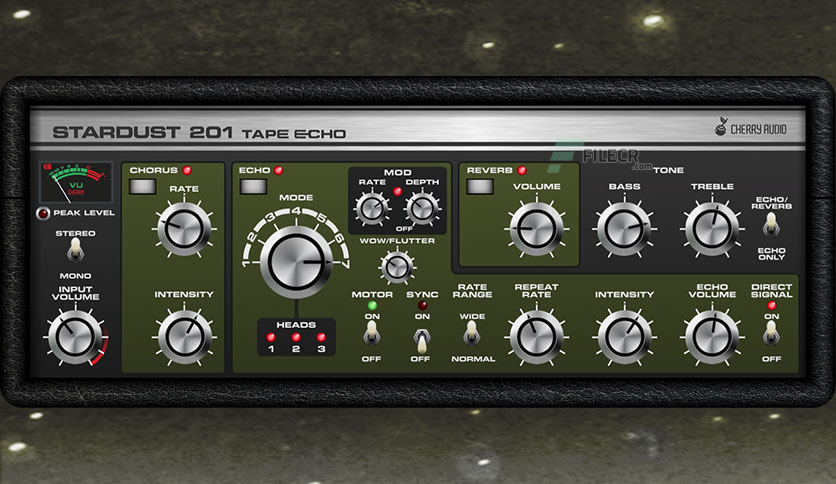 STARDUST 201 TAPE ECHO
CHERRY AUDIO
FILECR
.com
VU
PEAK LEVEL
STEREO
MONO
INPUT
VOLUME
CHORUS
RATE
INTENSITY
ECHO
MODE
1 2 3 4 5 6 7
HEADS
1 2 3
MOD
RATE DEPTH
OFF
WOW/FLUTTER
MOTOR
ON
OFF
SYNC
ON
OFF
RATE
RANGE
WIDE
NORMAL
REVERB
VOLUME
TONE
BASS
TREBLE
ECHO/
REVERB
ECHO
ONLY
REPEAT
RATE
INTENSITY
ECHO
VOLUME
DIRECT
SIGNAL
ON
OFF